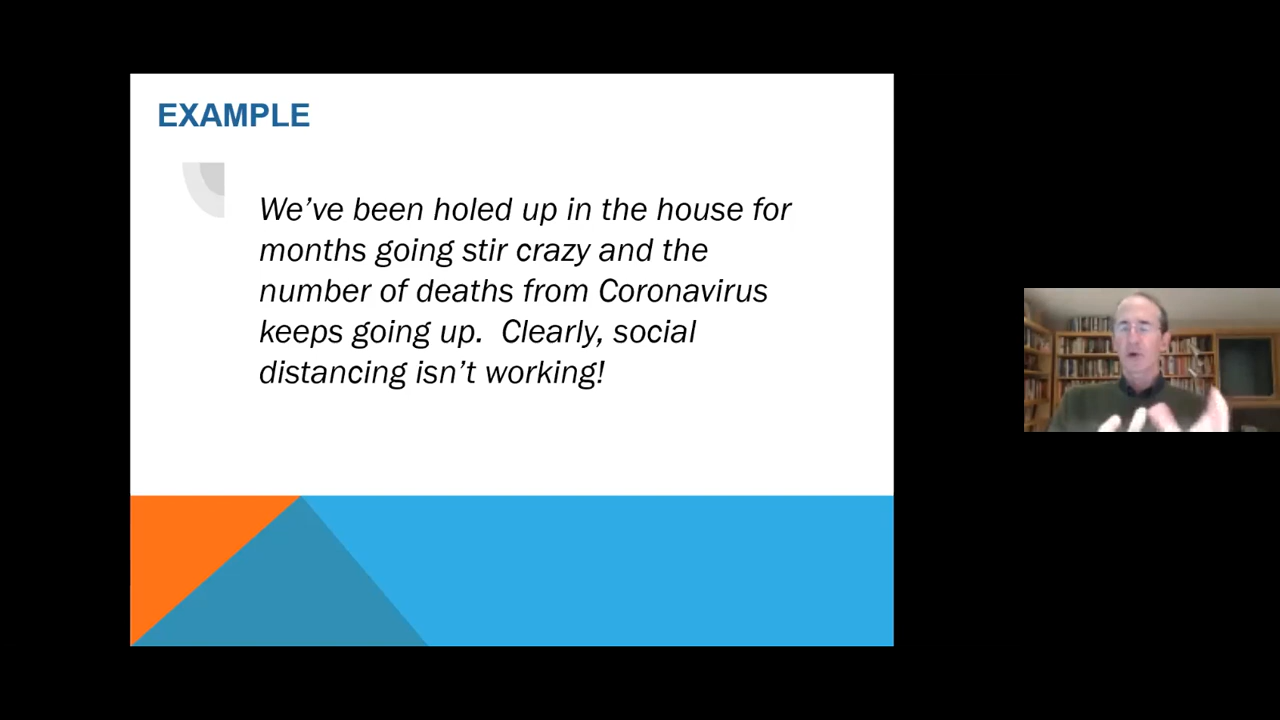 EXAMPLE
We’ve been holed up in the house for
months going stir crazy and the
number of deaths from Coronavirus
keeps going up.  Clearly, social
distancing isn’t working!